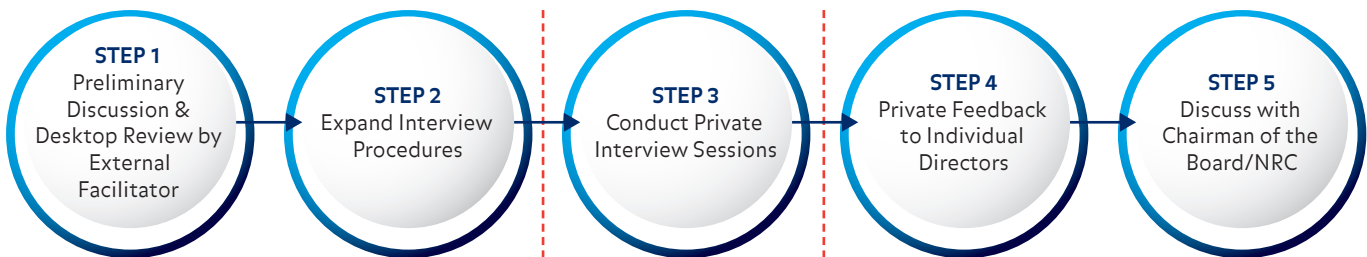 STEP 1
Preliminary
Discussion &
Desktop Review by
External
Facilitator
STEP 2
Expand Interview
Procedures
STEP 3
Conduct Private
Interview Sessions
STEP 4
Private Feedback
to Individual
Directors
STEP 5
Discuss with
Chairman of the
Board/NRC